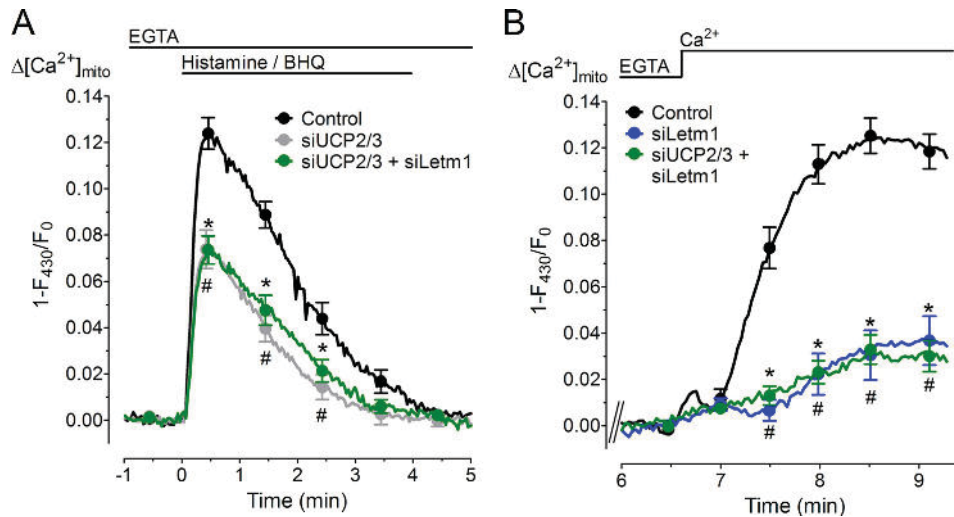 A
EGTA
Histamine / BHQ
Δ[Ca²⁺]mito
0.14
0.12
0.10
0.08
0.06
0.04
0.02
0.00
1-F430/F0
Control
siUCP2/3
siUCP2/3 + siLetm1
*
#
*
#
*
#
-1
0
1
2
3
4
5
Time (min)
B
Ca²⁺
Δ[Ca²⁺]mito
EGTA
0.14
0.12
0.10
0.08
0.06
0.04
0.02
0.00
1-F430/F0
Control
siLetm1
siUCP2/3 +
siLetm1
*
*
*
*
#
#
#
#
6
7
8
9
Time (min)